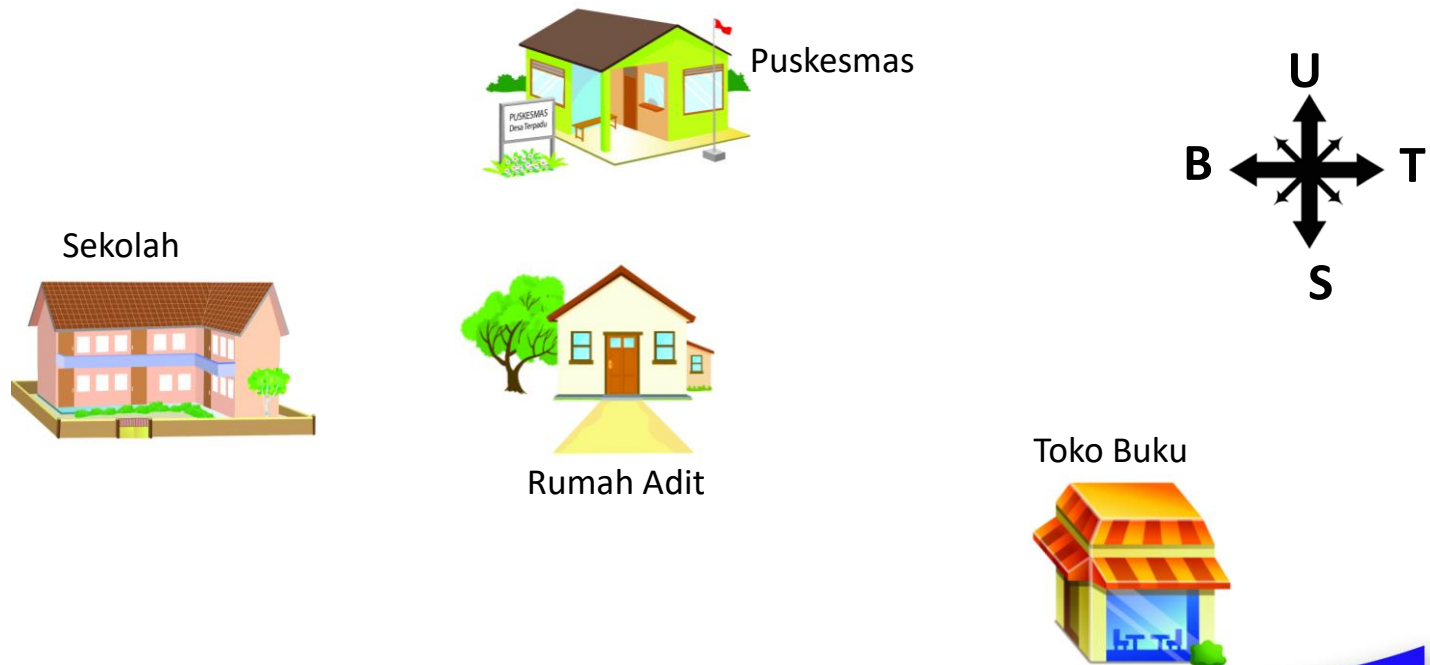 Puskesmas
PUSKESMAS
Desa Terpadu
U
B
T
S
Sekolah
Rumah Adit
Toko Buku